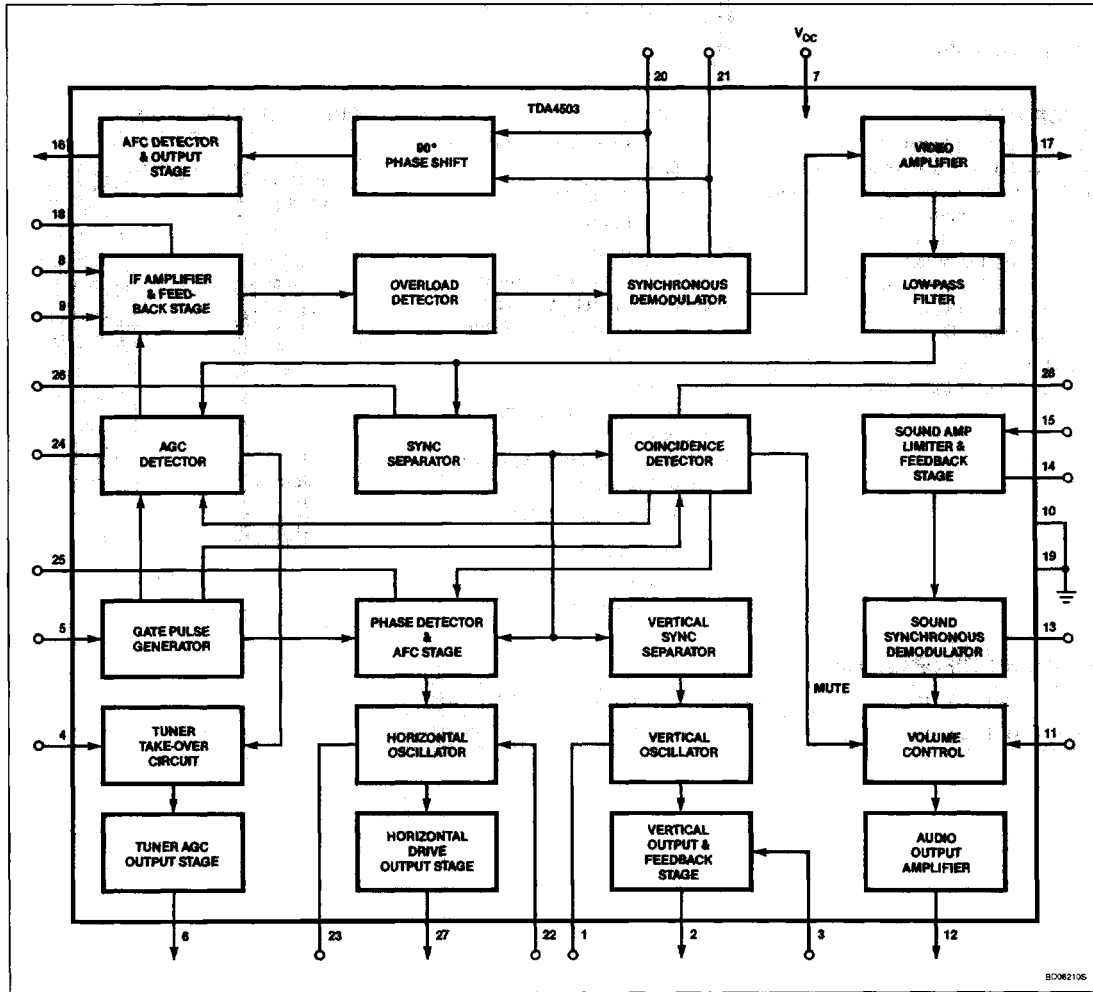 V_CC
20
21
7
TDA4503
16
AFC DETECTOR
& OUTPUT
STAGE
90°
PHASE SHIFT
VIDEO
AMPLIFIER
17
18
8
9
IF AMPLIFIER
& FEED-
BACK STAGE
OVERLOAD
DETECTOR
SYNCHRONOUS
DEMODULATOR
LOW-PASS
FILTER
26
28
24
AGC
DETECTOR
SYNC
SEPARATOR
COINCIDENCE
DETECTOR
SOUND AMP
LIMITER &
FEEDBACK
STAGE
15
14
10
19
25
5
GATE PULSE
GENERATOR
PHASE DETECTOR
&
AFC STAGE
VERTICAL
SYNC
SEPARATOR
SOUND
SYNCHRONOUS
DEMODULATOR
13
MUTE
4
TUNER
TAKE-OVER
CIRCUIT
HORIZONTAL
OSCILLATOR
VERTICAL
OSCILLATOR
VOLUME
CONTROL
11
TUNER AGC
OUTPUT STAGE
HORIZONTAL
DRIVE
OUTPUT STAGE
VERTICAL
OUTPUT &
FEEDBACK
STAGE
AUDIO
OUTPUT
AMPLIFIER
6
23
27
22
1
2
3
12
BD08210S